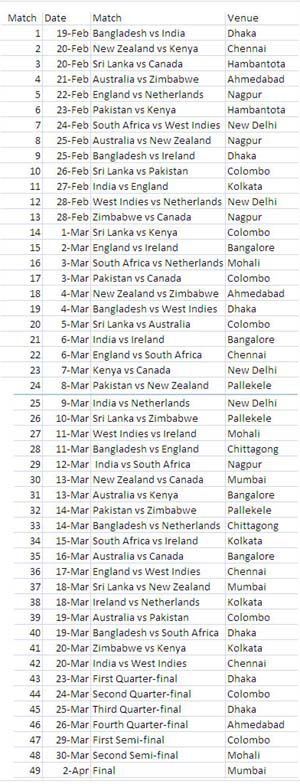 Match Date Match Venue
1 19-Feb Bangladesh vs India Dhaka
2 20-Feb New Zealand vs Kenya Chennai
3 20-Feb Sri Lanka vs Canada Hambantota
4 21-Feb Australia vs Zimbabwe Ahmedabad
5 22-Feb England vs Netherlands Nagpur
6 23-Feb Pakistan vs Kenya Hambantota
7 24-Feb South Africa vs West Indies New Delhi
8 25-Feb Australia vs New Zealand Nagpur
9 25-Feb Bangladesh vs Ireland Dhaka
10 26-Feb Sri Lanka vs Pakistan Colombo
11 27-Feb India vs England Kolkata
12 28-Feb West Indies vs Netherlands New Delhi
13 28-Feb Zimbabwe vs Canada Nagpur
14 1-Mar Sri Lanka vs Kenya Colombo
15 2-Mar England vs Ireland Bangalore
16 3-Mar South Africa vs Netherlands Mohali
17 3-Mar Pakistan vs Canada Colombo
18 4-Mar New Zealand vs Zimbabwe Ahmedabad
19 4-Mar Bangladesh vs West Indies Dhaka
20 5-Mar Sri Lanka vs Australia Colombo
21 6-Mar India vs Ireland Bangalore
22 6-Mar England vs South Africa Chennai
23 7-Mar Kenya vs Canada New Delhi
24 8-Mar Pakistan vs New Zealand Pallekele
25 9-Mar India vs Netherlands New Delhi
26 10-Mar Sri Lanka vs Zimbabwe Pallekele
27 11-Mar West Indies vs Ireland Mohali
28 11-Mar Bangladesh vs England Chittagong
29 12-Mar India vs South Africa Nagpur
30 13-Mar New Zealand vs Canada Mumbai
31 13-Mar Australia vs Kenya Bangalore
32 14-Mar Pakistan vs Zimbabwe Pallekele
33 14-Mar Bangladesh vs Netherlands Chittagong
34 15-Mar South Africa vs Ireland Kolkata
35 16-Mar Australia vs Canada Bangalore
36 17-Mar England vs West Indies Chennai
37 18-Mar Sri Lanka vs New Zealand Mumbai
38 18-Mar Ireland vs Netherlands Kolkata
39 19-Mar Australia vs Pakistan Colombo
40 19-Mar Bangladesh vs South Africa Dhaka
41 20-Mar Zimbabwe vs Kenya Kolkata
42 20-Mar India vs West Indies Chennai
43 23-Mar First Quarter-final Dhaka
44 24-Mar Second Quarter-final Colombo
45 25-Mar Third Quarter-final Dhaka
46 26-Mar Fourth Quarter-final Ahmedabad
47 29-Mar First Semi-final Colombo
48 30-Mar Second Semi-final Mohali
49 2-Apr Final Mumbai